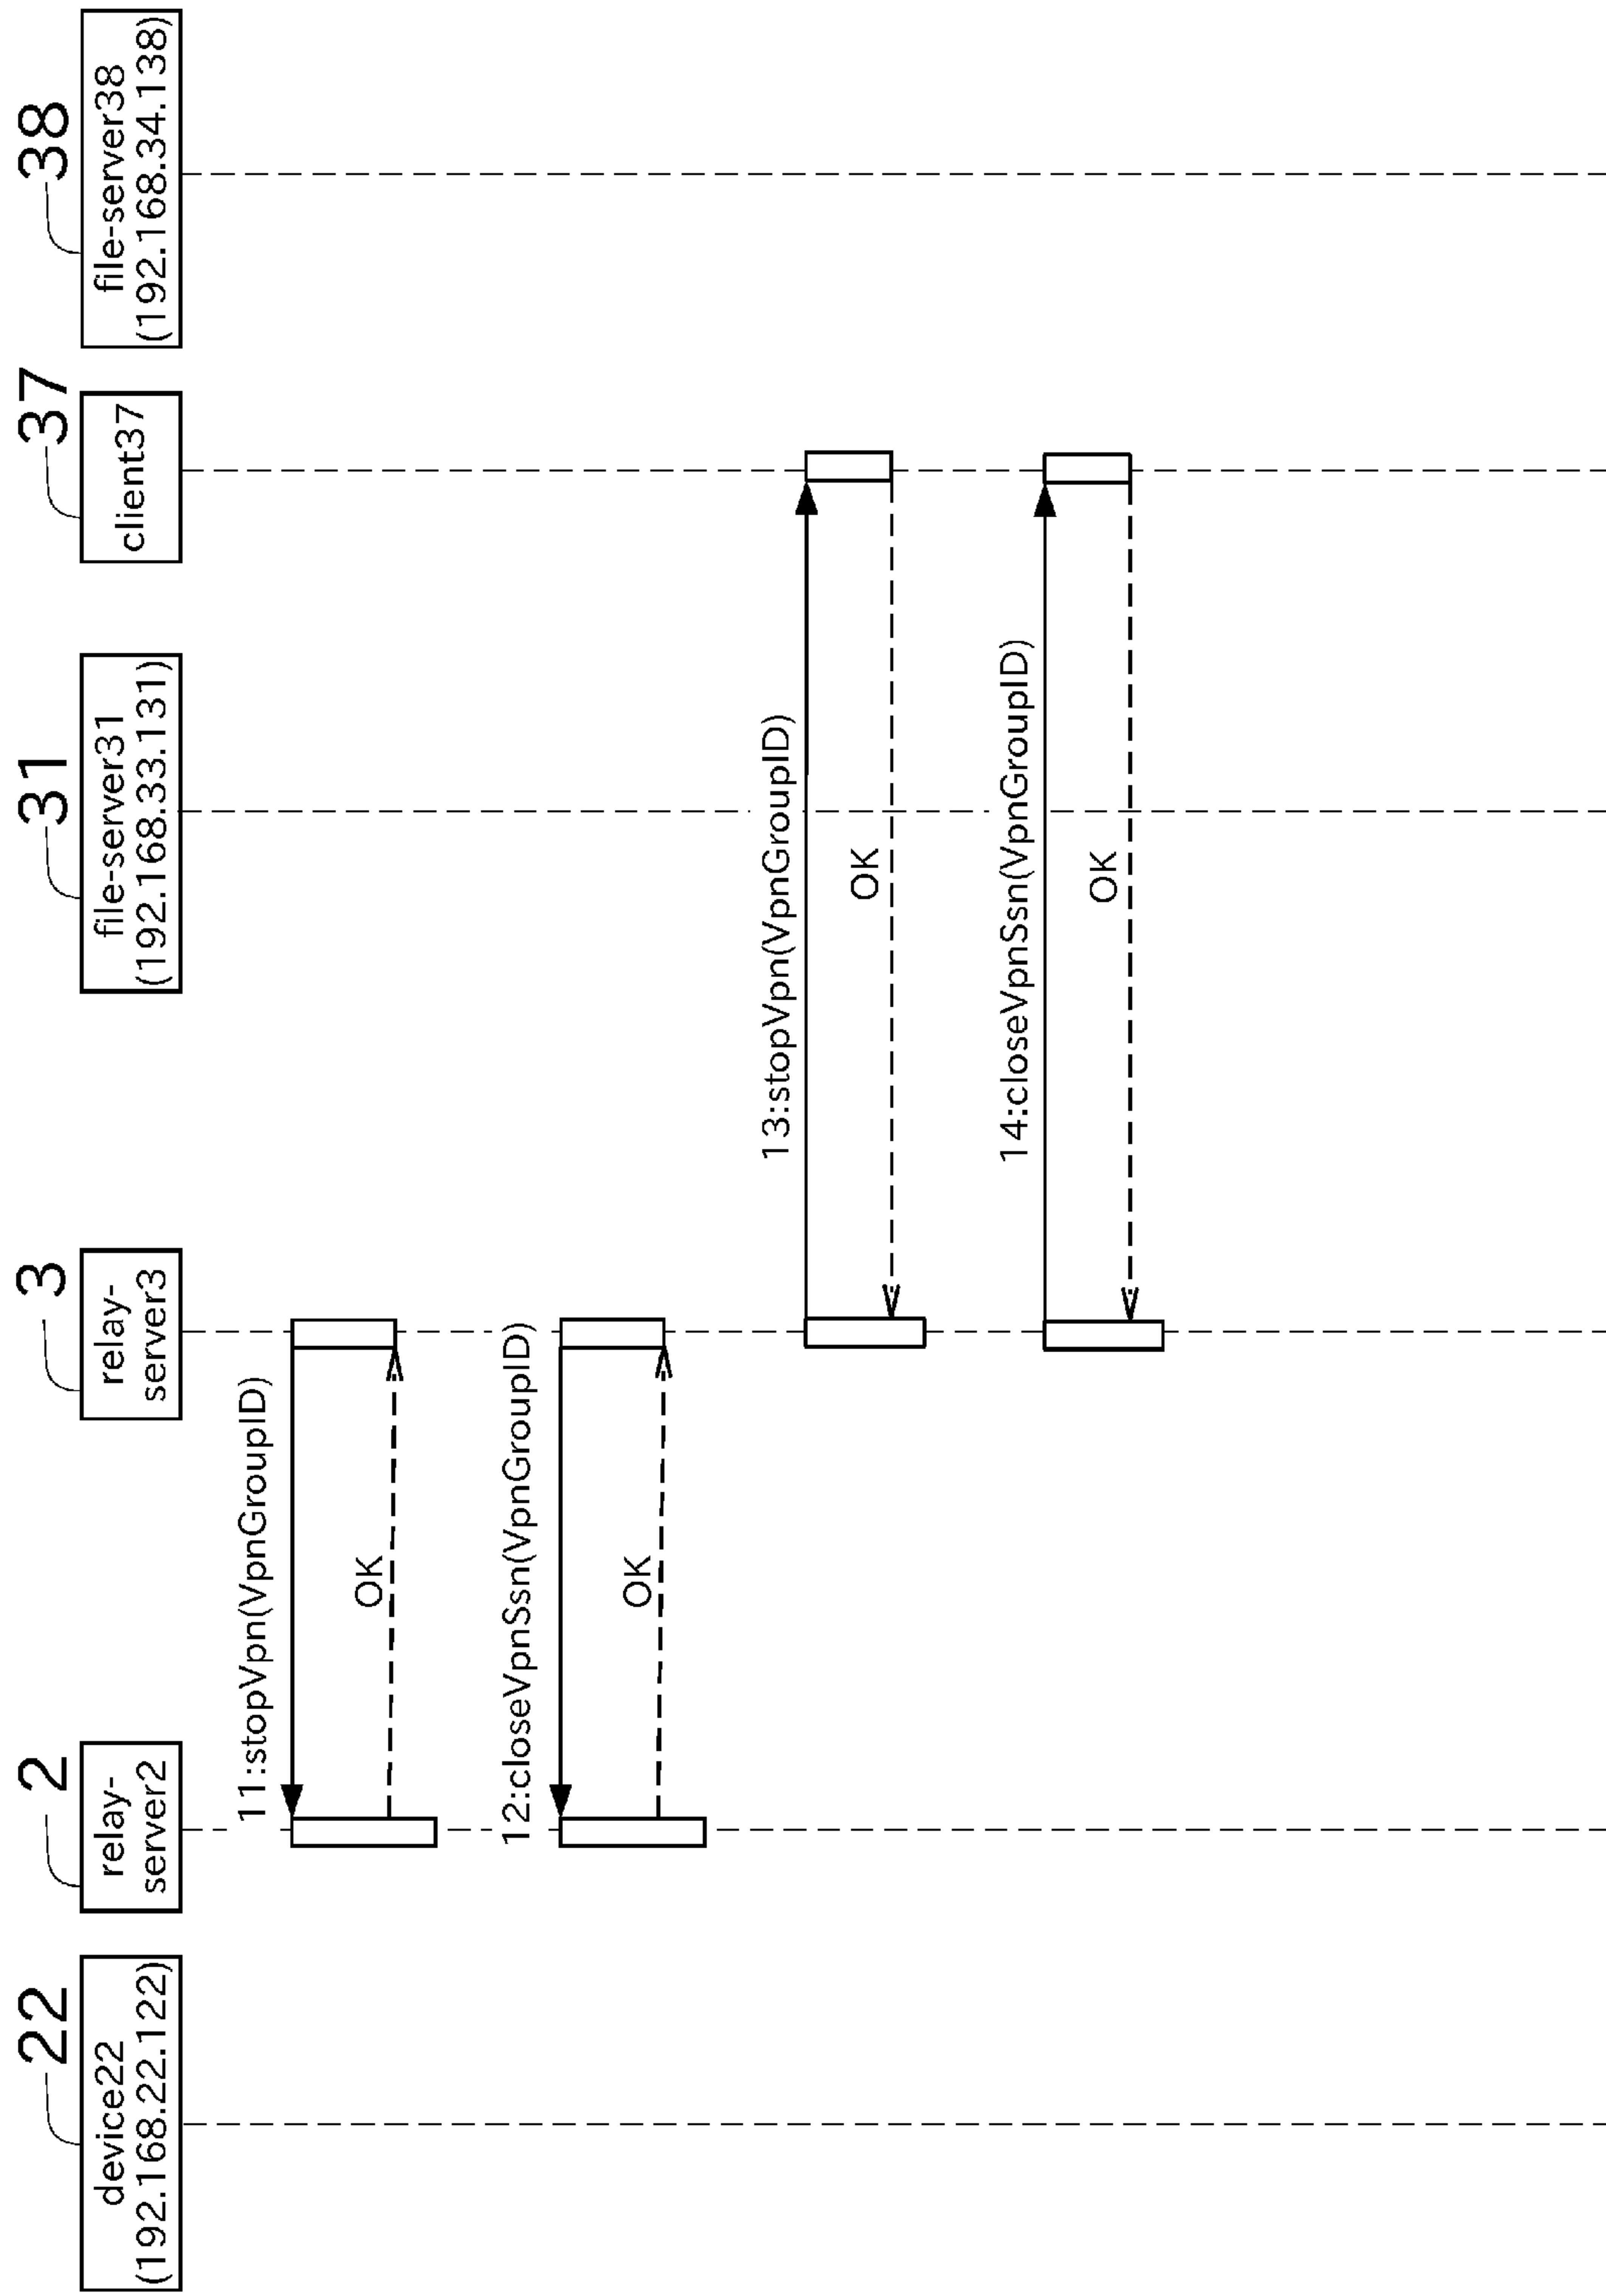 22
2
3
31
37
38
device22
(192.168.22.122)
relay-
server2
relay-
server3
file-server31
(192.168.33.131)
client37
file-server38
(192.168.34.138)
11:stopVpn(VpnGroupID)
OK
12:closeVpnSsn(VpnGroupID)
OK
13:stopVpn(VpnGroupID)
OK
14:closeVpnSsn(VpnGroupID)
OK